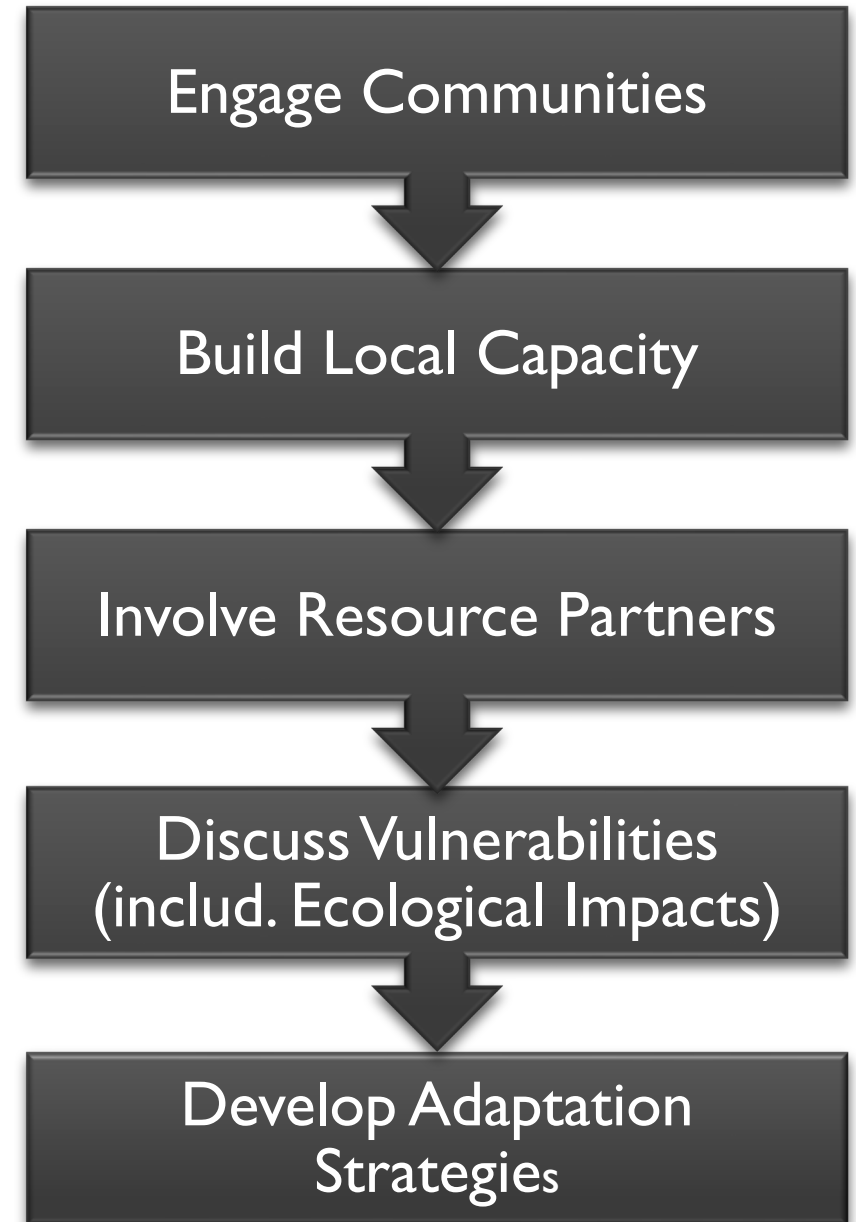 Engage Communities
Build Local Capacity
Involve Resource Partners
Discuss Vulnerabilities
(includ. Ecological Impacts)
Develop Adaptation
Strategies